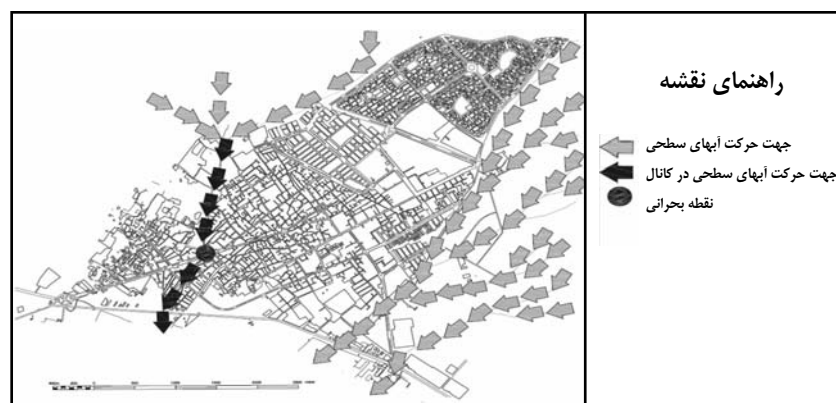 راهنمای نقشه
جهت حرکت آبهای سطحی
جهت حرکت آبهای سطحی در کانال
نقطه بحرانی